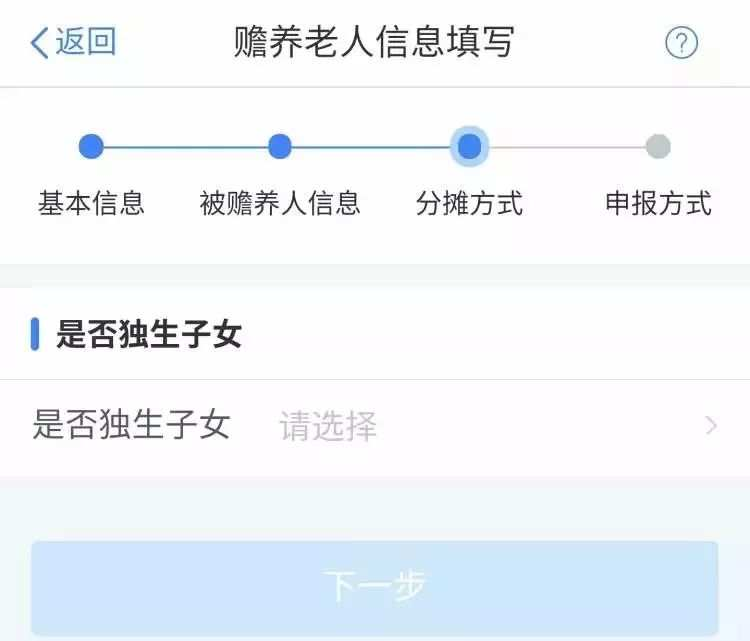 返回 赡养老人信息填写 ?
基本信息 被赡养人信息 分摊方式 申报方式
是否独生子女
是否独生子女 请选择
下一步